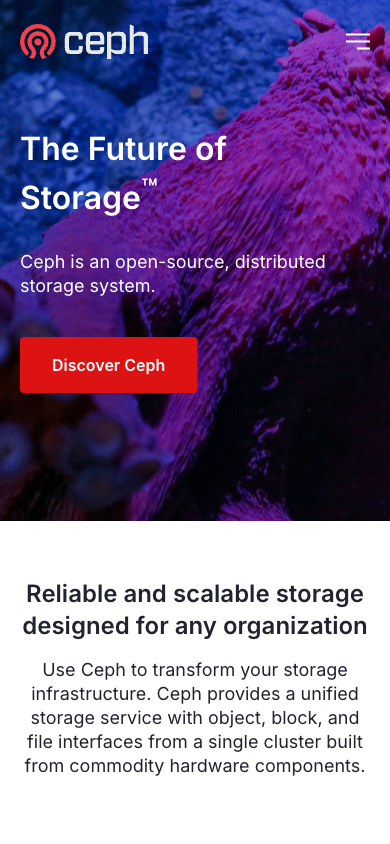 ceph
The Future of
Storage™
Ceph is an open-source, distributed
storage system.
Discover Ceph
Reliable and scalable storage
designed for any organization
Use Ceph to transform your storage
infrastructure. Ceph provides a unified
storage service with object, block, and
file interfaces from a single cluster built
from commodity hardware components.